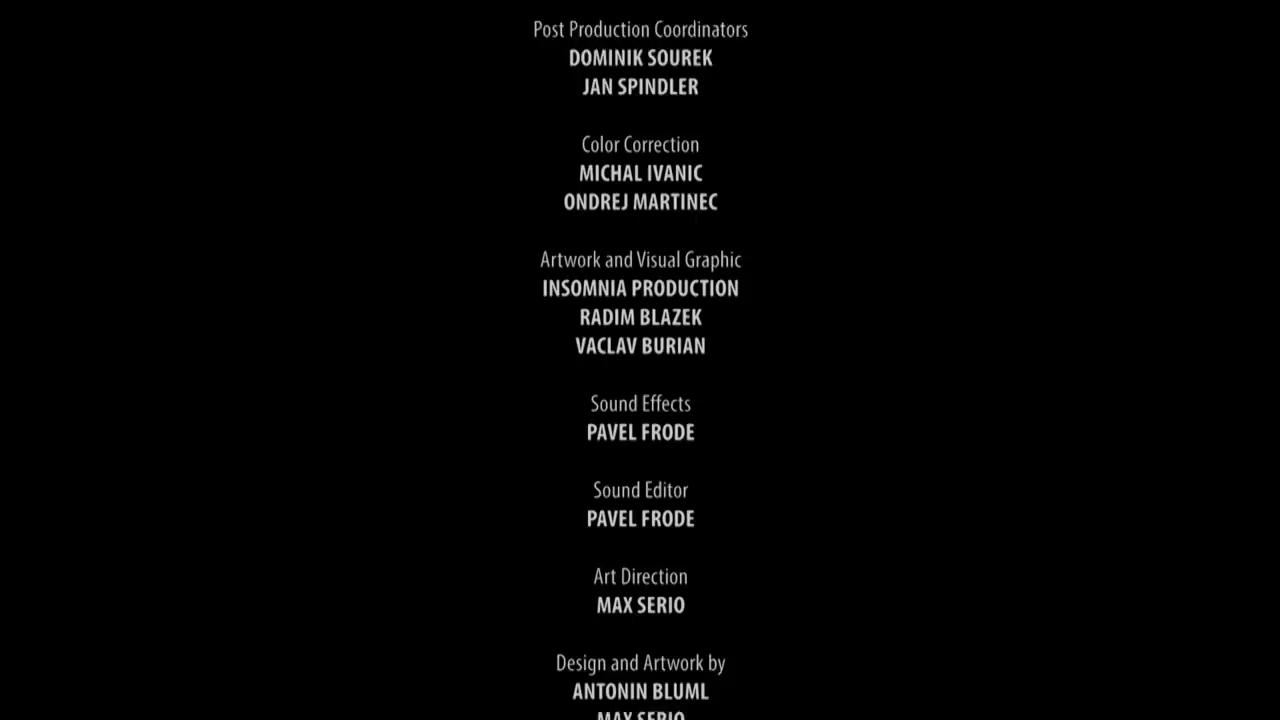 Post Production Coordinators
DOMINIK SOUREK
JAN SPINDLER
Color Correction
MICHAL IVANIC
ONDREJ MARTINEC
Artwork and Visual Graphic
INSOMNIA PRODUCTION
RADIM BLAZEK
VACLAV BURIAN
Sound Effects
PAVEL FRODE
Sound Editor
PAVEL FRODE
Art Direction
MAX SERIO
Design and Artwork by
ANTONIN BLUML
MAX SERIO